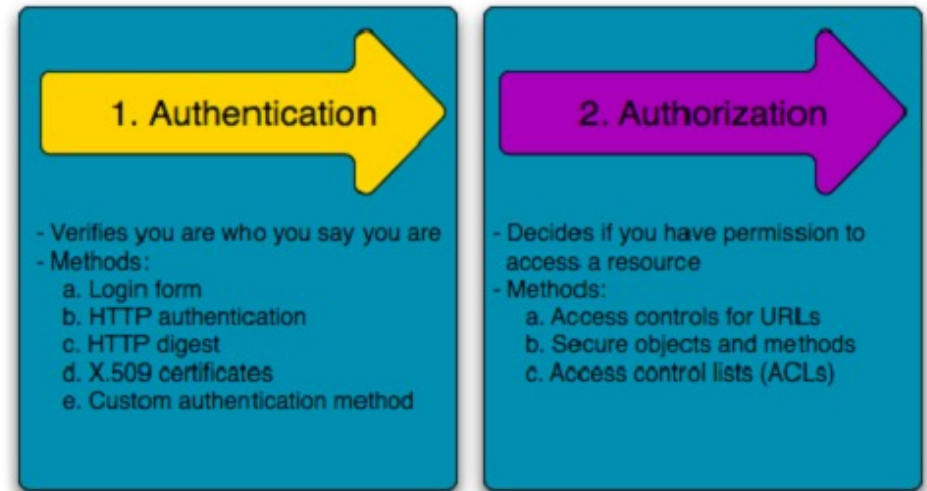 1. Authentication
- Verifies you are who you say you are
- Methods:
a. Login form
b. HTTP authentication
c. HTTP digest
d. X.509 certificates
e. Custom authentication method
2. Authorization
- Decides if you have permission to
access a resource
- Methods:
a. Access controls for URLs
b. Secure objects and methods
c. Access control lists (ACLs)